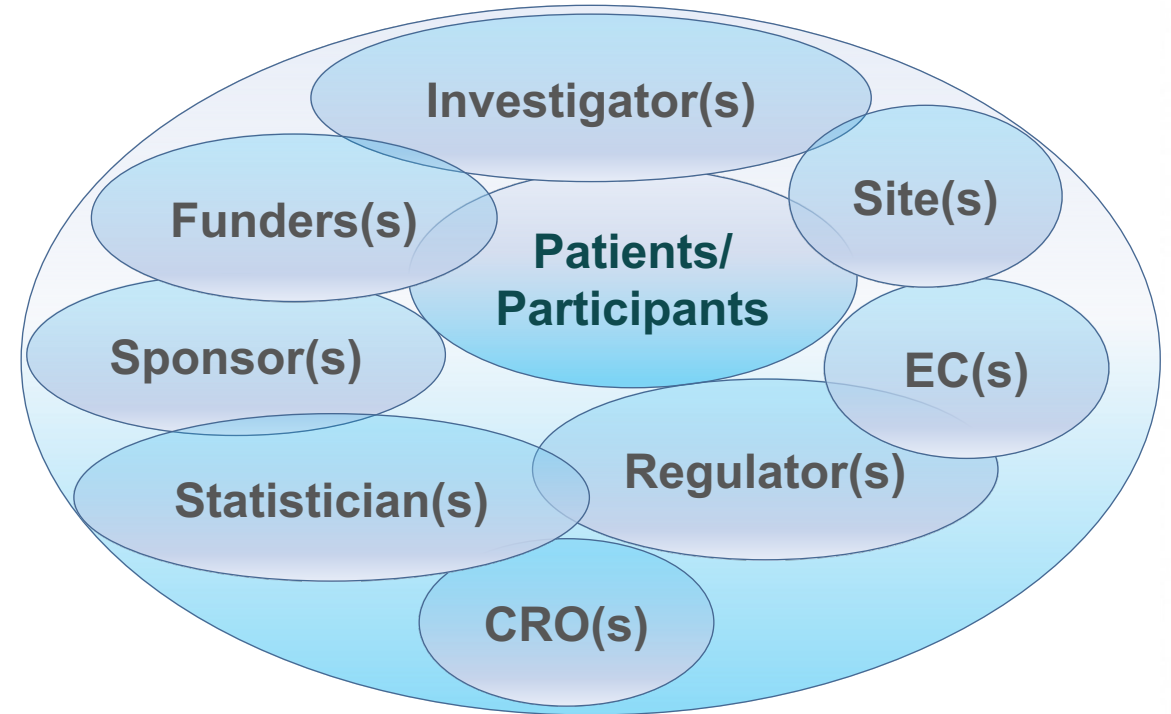 Investigator(s)
Funders(s)
Site(s)
Patients/
Participants
Sponsor(s)
EC(s)
Regulator(s)
Statistician(s)
CRO(s)